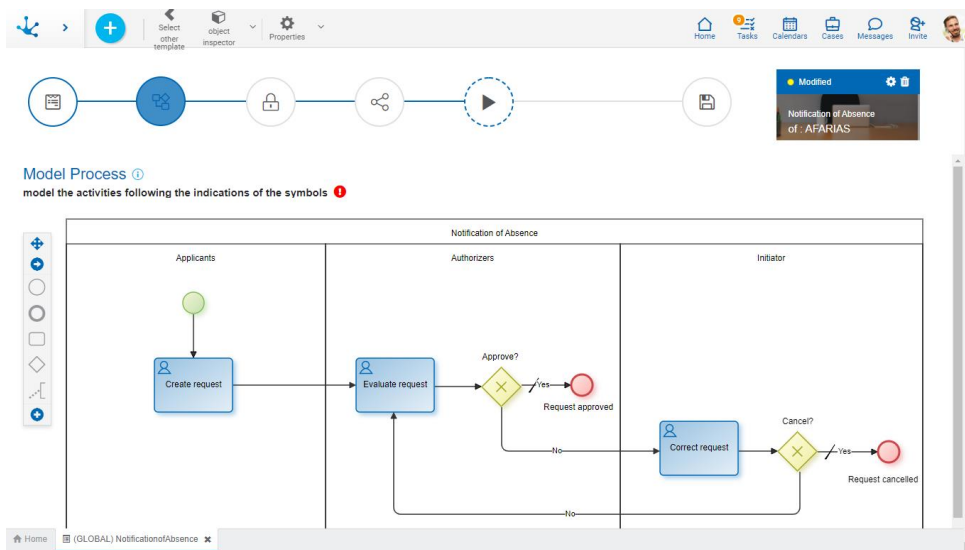 Select
other
template
object
inspector
Properties
Home
9
Tasks
Calendars
Cases
Messages
Invite
Modified
Notification of Absence
of : AFARIAS
Model Process
model the activities following the indications of the symbols
Notification of Absence
Applicants
Authorizers
Initiator
Create request
Evaluate request
Approve?
Yes
Request approved
No
Correct request
Cancel?
Yes
Request cancelled
No
Home
(GLOBAL) NotificationofAbsence